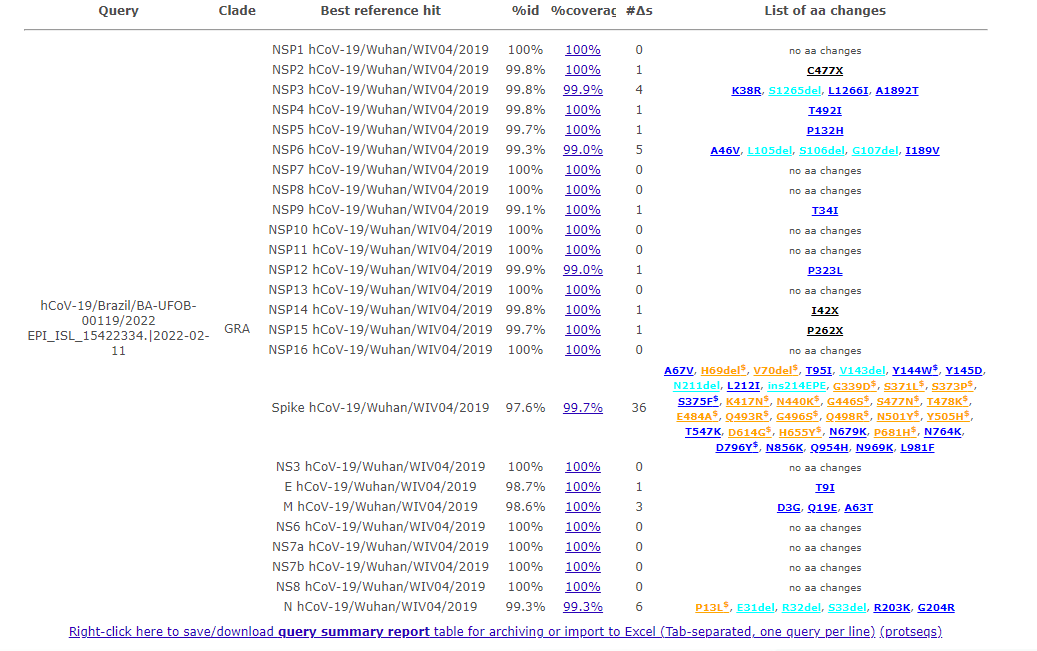 Query Clade Best reference hit %id %coverag #Δs List of aa changes
NSP1 hCoV-19/Wuhan/WIV04/2019 100% 100% 0 no aa changes
NSP2 hCoV-19/Wuhan/WIV04/2019 99.8% 100% 1 C477X
NSP3 hCoV-19/Wuhan/WIV04/2019 99.8% 99.9% 4 K38R, S1265del, L1266I, A1892T
NSP4 hCoV-19/Wuhan/WIV04/2019 99.8% 100% 1 T492I
NSP5 hCoV-19/Wuhan/WIV04/2019 99.7% 100% 1 P132H
NSP6 hCoV-19/Wuhan/WIV04/2019 99.3% 99.0% 5 A46V, L105del, S106del, G107del, I189V
NSP7 hCoV-19/Wuhan/WIV04/2019 100% 100% 0 no aa changes
NSP8 hCoV-19/Wuhan/WIV04/2019 100% 100% 0 no aa changes
NSP9 hCoV-19/Wuhan/WIV04/2019 99.1% 100% 1 T34I
NSP10 hCoV-19/Wuhan/WIV04/2019 100% 100% 0 no aa changes
NSP11 hCoV-19/Wuhan/WIV04/2019 100% 100% 0 no aa changes
NSP12 hCoV-19/Wuhan/WIV04/2019 99.9% 99.0% 1 P323L
NSP13 hCoV-19/Wuhan/WIV04/2019 100% 100% 0 no aa changes
hCoV-19/Brazil/BA-UFOB-
00119/2022
EPI_ISL_15422334.|2022-02-
11
GRA
NSP14 hCoV-19/Wuhan/WIV04/2019 99.8% 100% 1 I42X
NSP15 hCoV-19/Wuhan/WIV04/2019 99.7% 100% 1 P262X
NSP16 hCoV-19/Wuhan/WIV04/2019 100% 100% 0 no aa changes
Spike hCoV-19/Wuhan/WIV04/2019 97.6% 99.7% 36
A67V, H69del$, V70del$, T95I, V143del, Y144W$, Y145D,
N211del, L212I, ins214EPE, G339D$, S371L$, S373P$,
S375F$, K417N$, N440K$, G446S$, S477N$, T478K$,
E484A$, Q493R$, G496S$, Q498R$, N501Y$, Y505H$,
T547K, D614G$, H655Y$, N679K, P681H$, N764K,
D796Y$, N856K, Q954H, N969K, L981F
NS3 hCoV-19/Wuhan/WIV04/2019 100% 100% 0 no aa changes
E hCoV-19/Wuhan/WIV04/2019 98.7% 100% 1 T9I
M hCoV-19/Wuhan/WIV04/2019 98.6% 100% 3 D3G, Q19E, A63T
NS6 hCoV-19/Wuhan/WIV04/2019 100% 100% 0 no aa changes
NS7a hCoV-19/Wuhan/WIV04/2019 100% 100% 0 no aa changes
NS7b hCoV-19/Wuhan/WIV04/2019 100% 100% 0 no aa changes
NS8 hCoV-19/Wuhan/WIV04/2019 100% 100% 0 no aa changes
N hCoV-19/Wuhan/WIV04/2019 99.3% 99.3% 6 P13L$, E31del, R32del, S33del, R203K, G204R
Right-click here to save/download query summary report table for archiving or import to Excel (Tab-separated, one query per line) (protseqs)